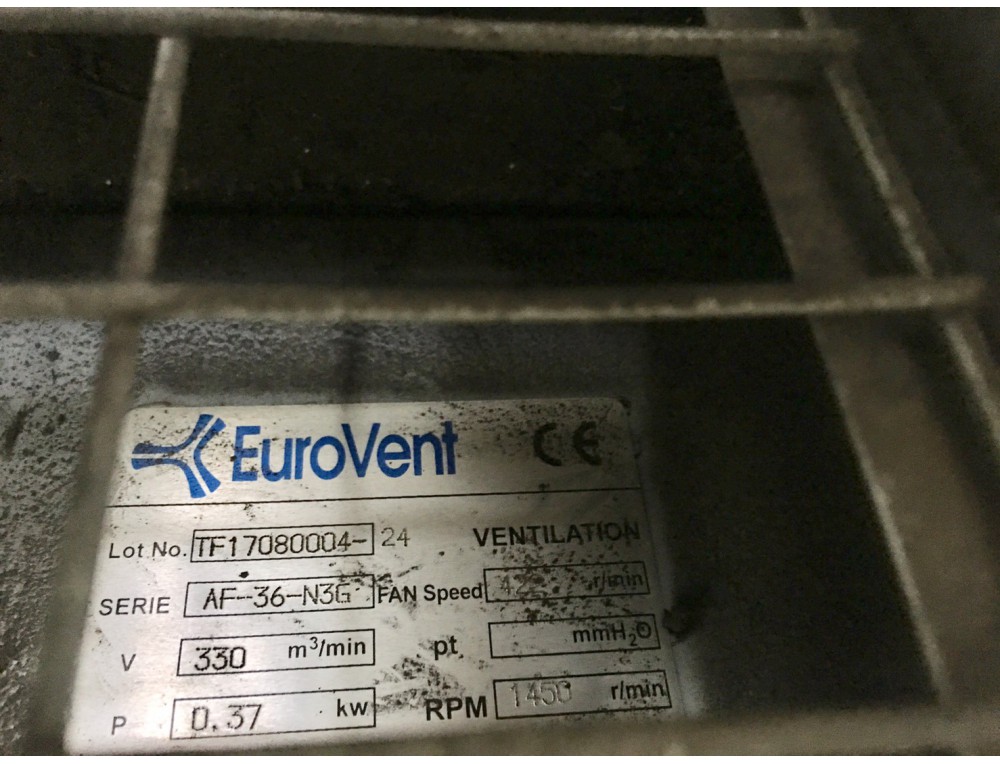 EuroVent CE
Lot No. TF17080004- 24 VENTILATION
SERIE AF-36-N3G FAN Speed r/min
V 330 m³/min pt mmH₂O
P 0.37 kw RPM 1450 r/min